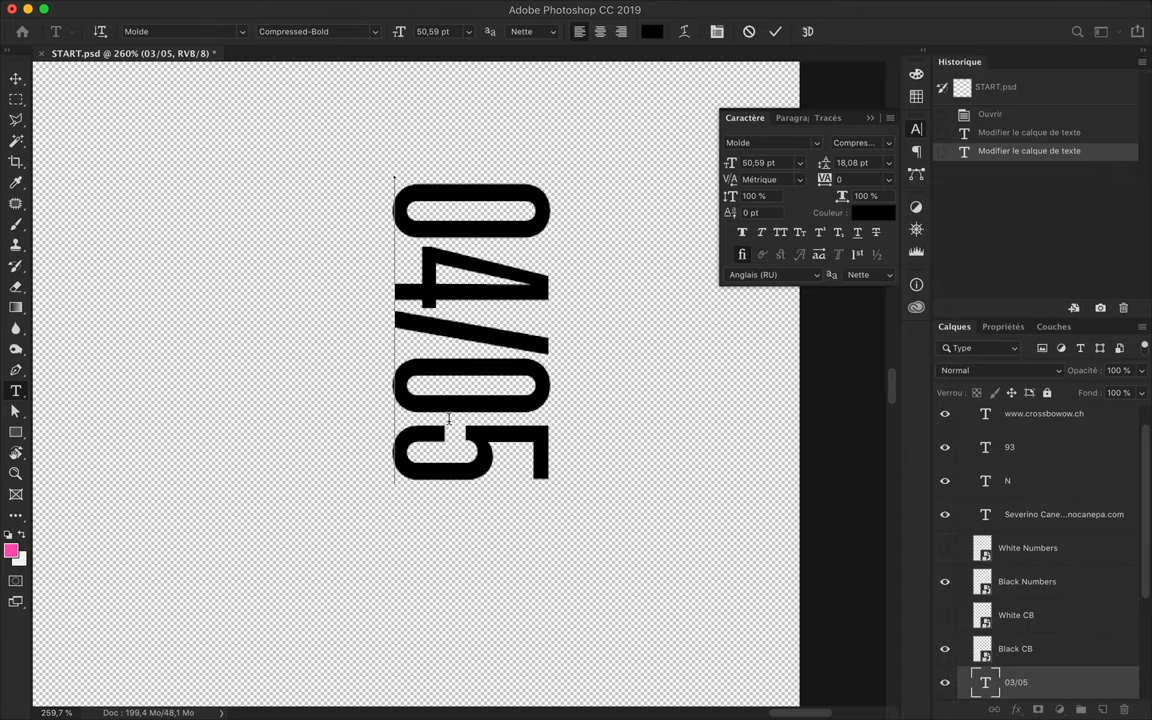 Adobe Photoshop CC 2019
Molde
Compressed-Bold
50,59 pt
Nette
3D
START.psd @ 260% (03/05, RVB/8) *
04/05
Caractère
Paragra
Tracés
Molde
Compres...
50,59 pt
18,08 pt
Métrique
0
100 %
100 %
0 pt
Couleur :
Anglais (RU)
Nette
Historique
START.psd
Ouvrir
Modifier le calque de texte
Modifier le calque de texte
Calques
Propriétés
Couches
Type
Normal
Opacité : 100 %
Verrou :
Fond : 100 %
www.crossbowow.ch
93
N
Severino Cane...nocanepa.com
White Numbers
Black Numbers
White CB
Black CB
03/05
259,7 %
Doc : 199,4 Mo/48,1 Mo